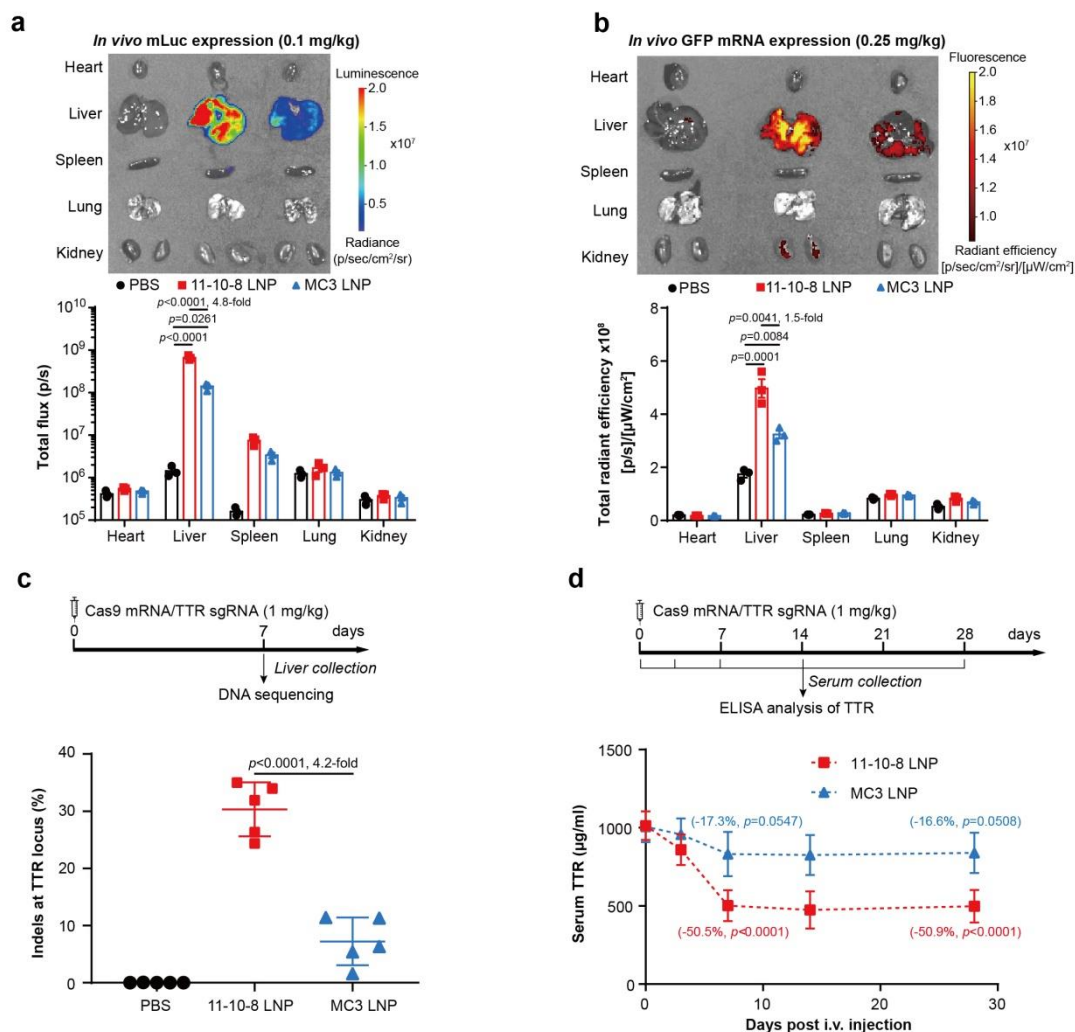 a
In vivo mLuc expression (0.1 mg/kg)
Heart
Liver
Spleen
Lung
Kidney
Luminescence
2.0
1.5
x10⁷
1.0
0.5
Radiance
(p/sec/cm²/sr)
PBS 11-10-8 LNP MC3 LNP
p<0.0001, 4.8-fold
p=0.0261
p<0.0001
Total flux (p/s)
10¹⁰
10⁹
10⁸
10⁷
10⁶
10⁵
Heart Liver Spleen Lung Kidney
b
In vivo GFP mRNA expression (0.25 mg/kg)
Heart
Liver
Spleen
Lung
Kidney
Fluorescence
2.0
1.8
1.6
x10⁷
1.4
1.2
1.0
Radiant efficiency
[p/sec/cm²/sr]/[µW/cm²]
PBS 11-10-8 LNP MC3 LNP
p=0.0041, 1.5-fold
p=0.0084
p=0.0001
Total radiant efficiency x10⁸
[p/s]/[µW/cm²]
8
6
4
2
0
Heart Liver Spleen Lung Kidney
c
Cas9 mRNA/TTR sgRNA (1 mg/kg)
0 7 days
Liver collection
DNA sequencing
p<0.0001, 4.2-fold
Indels at TTR locus (%)
40
30
20
10
0
PBS 11-10-8 LNP MC3 LNP
d
Cas9 mRNA/TTR sgRNA (1 mg/kg)
0 7 14 21 28 days
Serum collection
ELISA analysis of TTR
11-10-8 LNP
MC3 LNP
(-17.3%, p=0.0547) (-16.6%, p=0.0508)
(-50.5%, p<0.0001) (-50.9%, p<0.0001)
Serum TTR (µg/ml)
1500
1000
500
0
0 10 20 30
Days post i.v. injection